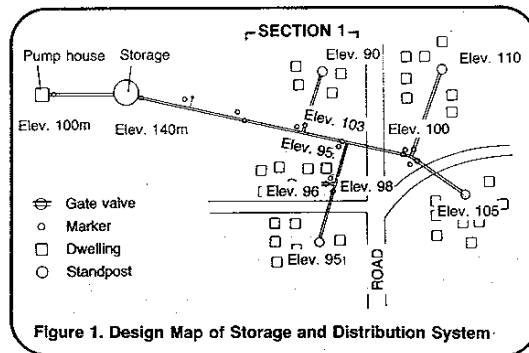 SECTION 1
Pump house
Storage
Elev. 90
Elev. 110
Elev. 100m
Elev. 140m
Elev. 103
Elev. 100
Elev. 95
Elev. 96
Elev. 98
Elev. 105
Elev. 95
ROAD
Gate valve
Marker
Dwelling
Standpost
Figure 1. Design Map of Storage and Distribution System